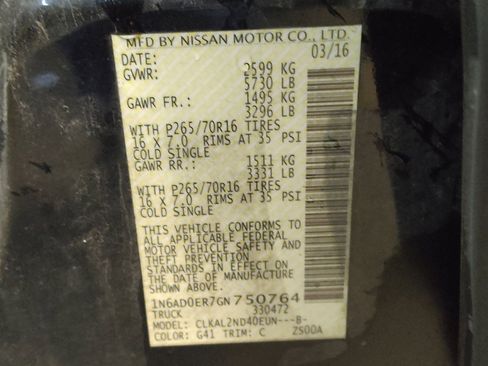 MFD BY NISSAN MOTOR CO., LTD.
DATE: 03/16
GVWR: 2599 KG
5730 LB
GAWR FR.: 1495 KG
3296 LB
WITH P265/70R16 TIRES
16 x 7.0 RIMS AT 35 PSI
COLD SINGLE
GAWR RR.: 1511 KG
3331 LB
WITH P265/70R16 TIRES
16 x 7.0 RIMS AT 35 PSI
COLD SINGLE
THIS VEHICLE CONFORMS TO
ALL APPLICABLE FEDERAL
MOTOR VEHICLE SAFETY AND
THEFT PREVENTION
STANDARDS IN EFFECT ON
THE DATE OF MANUFACTURE
SHOWN ABOVE.
1N6AD0ER7GN750764
TRUCK 330472
MODEL: CLKAL2ND40EUN---B-
COLOR: G41 TRIM: C ZS00A